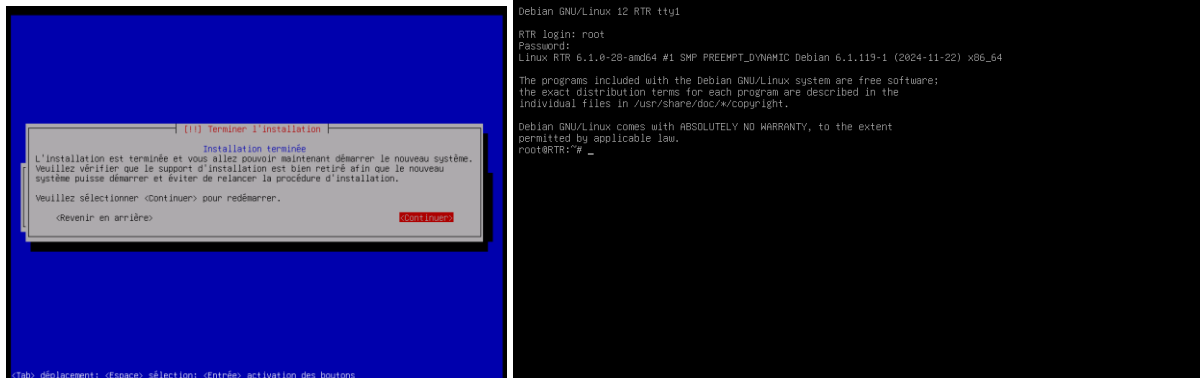 [!!] Terminer l'installation
Installation terminée
L'installation est terminée et vous allez pouvoir maintenant démarrer le nouveau système.
Veuillez vérifier que le support d'installation est bien retiré afin que le nouveau
système puisse démarrer et éviter de relancer la procédure d'installation.
Veuillez sélectionner <Continuer> pour redémarrer.
<Revenir en arrière>
<Continuer>
<Tab> déplacement; <Espace> sélection; <Entrée> activation des boutons
Debian GNU/Linux 12 RTR tty1
RTR login: root
Password:
Linux RTR 6.1.0-28-amd64 #1 SMP PREEMPT_DYNAMIC Debian 6.1.119-1 (2024-11-22) x86_64
The programs included with the Debian GNU/Linux system are free software;
the exact distribution terms for each program are described in the
individual files in /usr/share/doc/*/copyright.
Debian GNU/Linux comes with ABSOLUTELY NO WARRANTY, to the extent
permitted by applicable law.
root@RTR:~# _